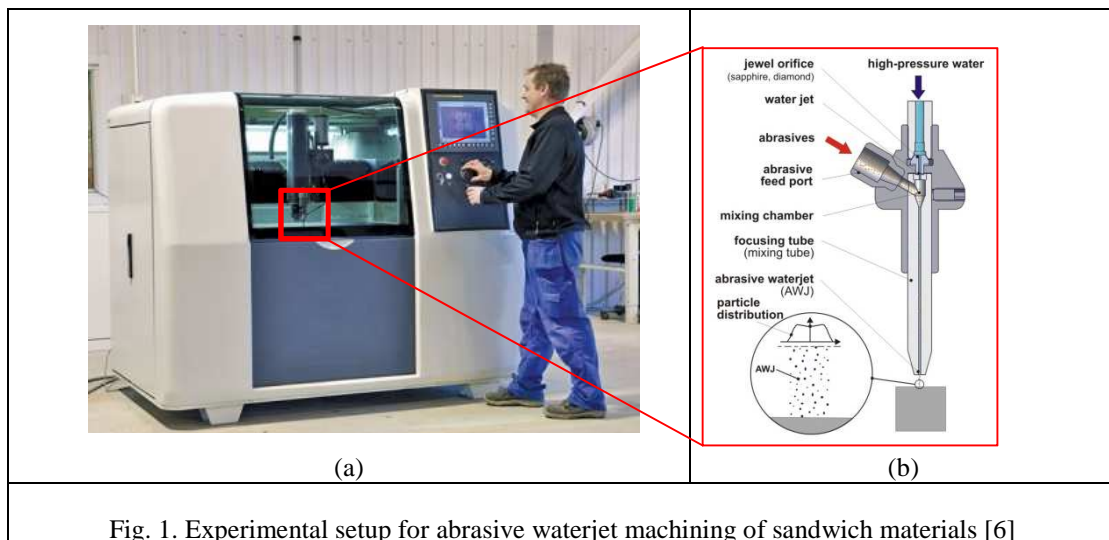 jewel orifice
(sapphire, diamond)
high-pressure water
water jet
abrasives
abrasive
feed port
mixing chamber
focusing tube
(mixing tube)
abrasive waterjet
(AWJ)
particle
distribution
AWJ
(a)
(b)
Fig. 1. Experimental setup for abrasive waterjet machining of sandwich materials [6]